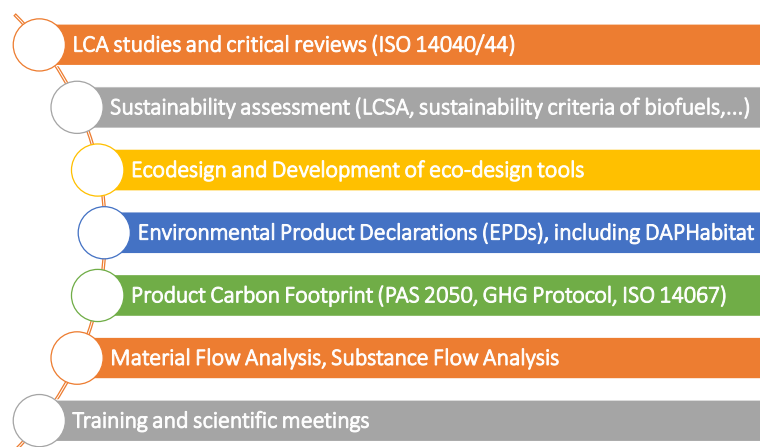 LCA studies and critical reviews (ISO 14040/44)
Sustainability assessment (LCSA, sustainability criteria of biofuels,...)
Ecodesign and Development of eco-design tools
Environmental Product Declarations (EPDs), including DAPHabitat
Product Carbon Footprint (PAS 2050, GHG Protocol, ISO 14067)
Material Flow Analysis, Substance Flow Analysis
Training and scientific meetings